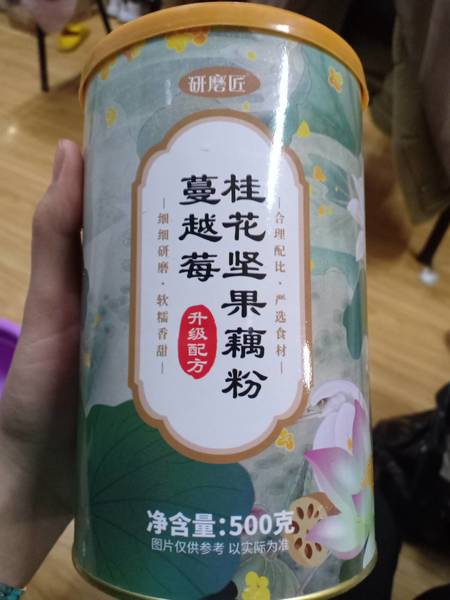 研磨匠
桂花坚果藕粉
蔓越莓
合理配比·严选食材
细细研磨·软糯香甜
升级配方
净含量:500克
图片仅供参考 以实际为准